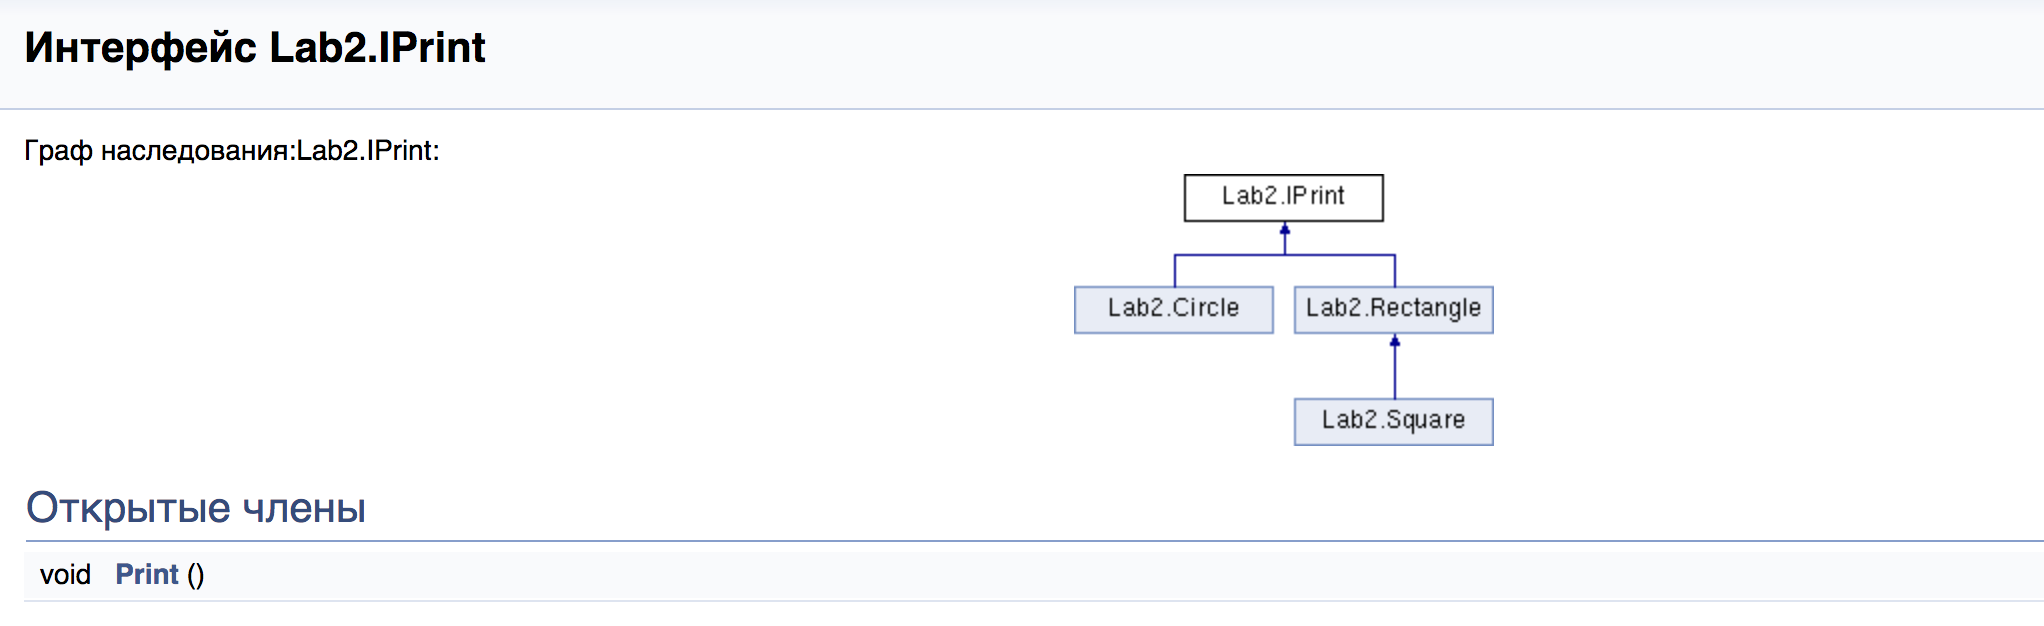 Интерфейс Lab2.IPrint
Граф наследования:Lab2.IPrint:
Lab2.IPrint
Lab2.Circle Lab2.Rectangle
Lab2.Square
Открытые члены
void Print ()